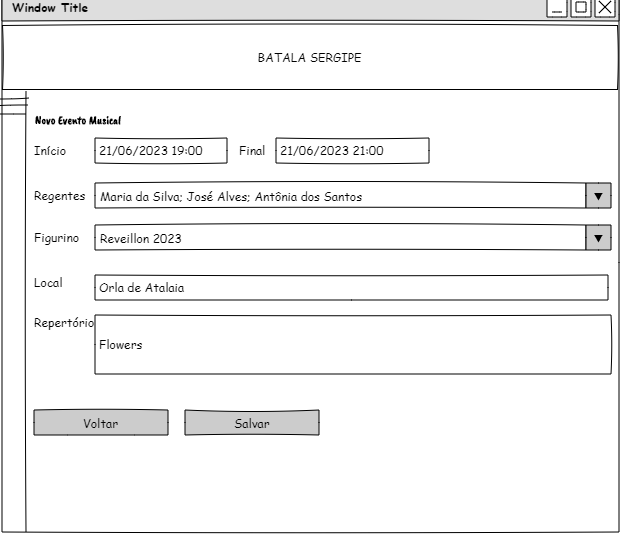 Window Title
BATALA SERGIPE
Novo Evento Musical
Início 21/06/2023 19:00 Final 21/06/2023 21:00
Regentes Maria da Silva; José Alves; Antônia dos Santos
Figurino Reveillon 2023
Local Orla de Atalaia
Repertório Flowers
Voltar Salvar